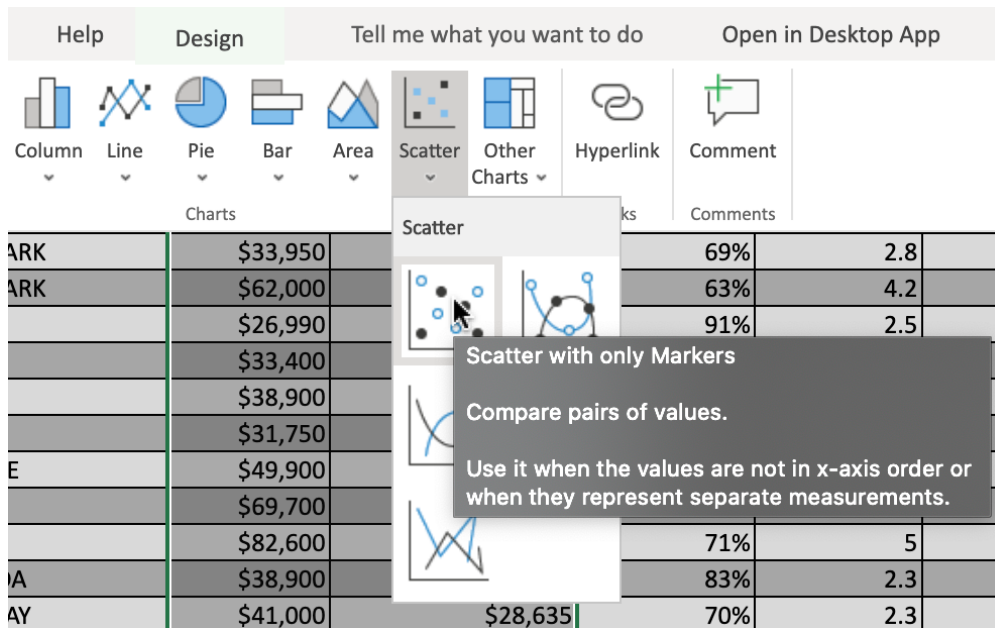 Help Design Tell me what you want to do Open in Desktop App
Column Line Pie Bar Area Scatter Other Charts Hyperlink Comment
Charts ks Comments
Scatter
ARK $33,950 69% 2.8
ARK $62,000 63% 4.2
$26,990 91% 2.5
$33,400
Scatter with only Markers
$38,900
Compare pairs of values.
$31,750
E $49,900
Use it when the values are not in x-axis order or
when they represent separate measurements.
$69,700
$82,600 71% 5
DA $38,900 83% 2.3
AY $41,000 $28,635 70% 2.3